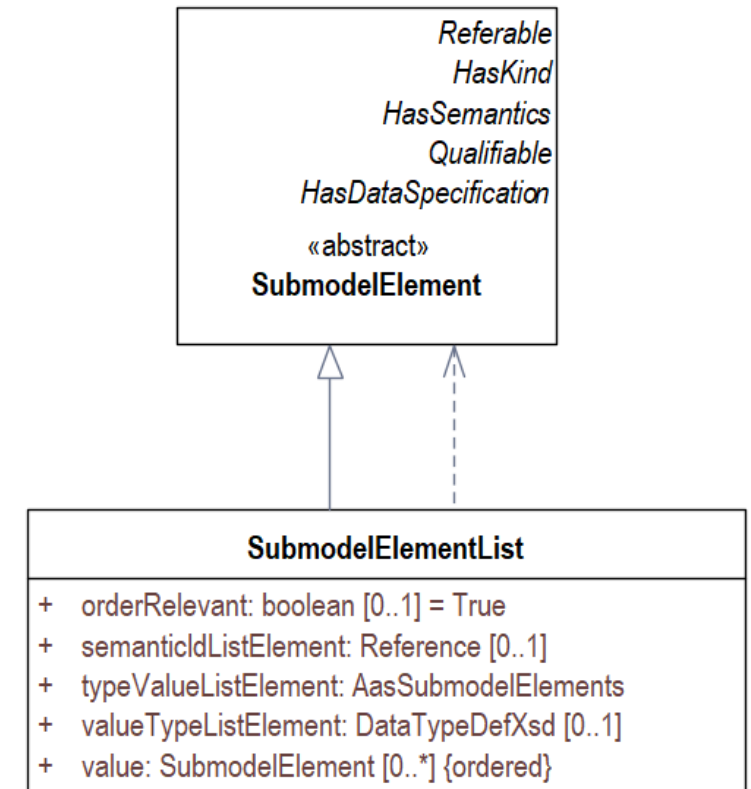 Referable
HasKind
HasSemantics
Qualifiable
HasDataSpecification
«abstract»
SubmodelElement
SubmodelElementList
+ orderRelevant: boolean [0..1] = True
+ semanticIdListElement: Reference [0..1]
+ typeValueListElement: AasSubmodelElements
+ valueTypeListElement: DataTypeDefXsd [0..1]
+ value: SubmodelElement [0..*] {ordered}